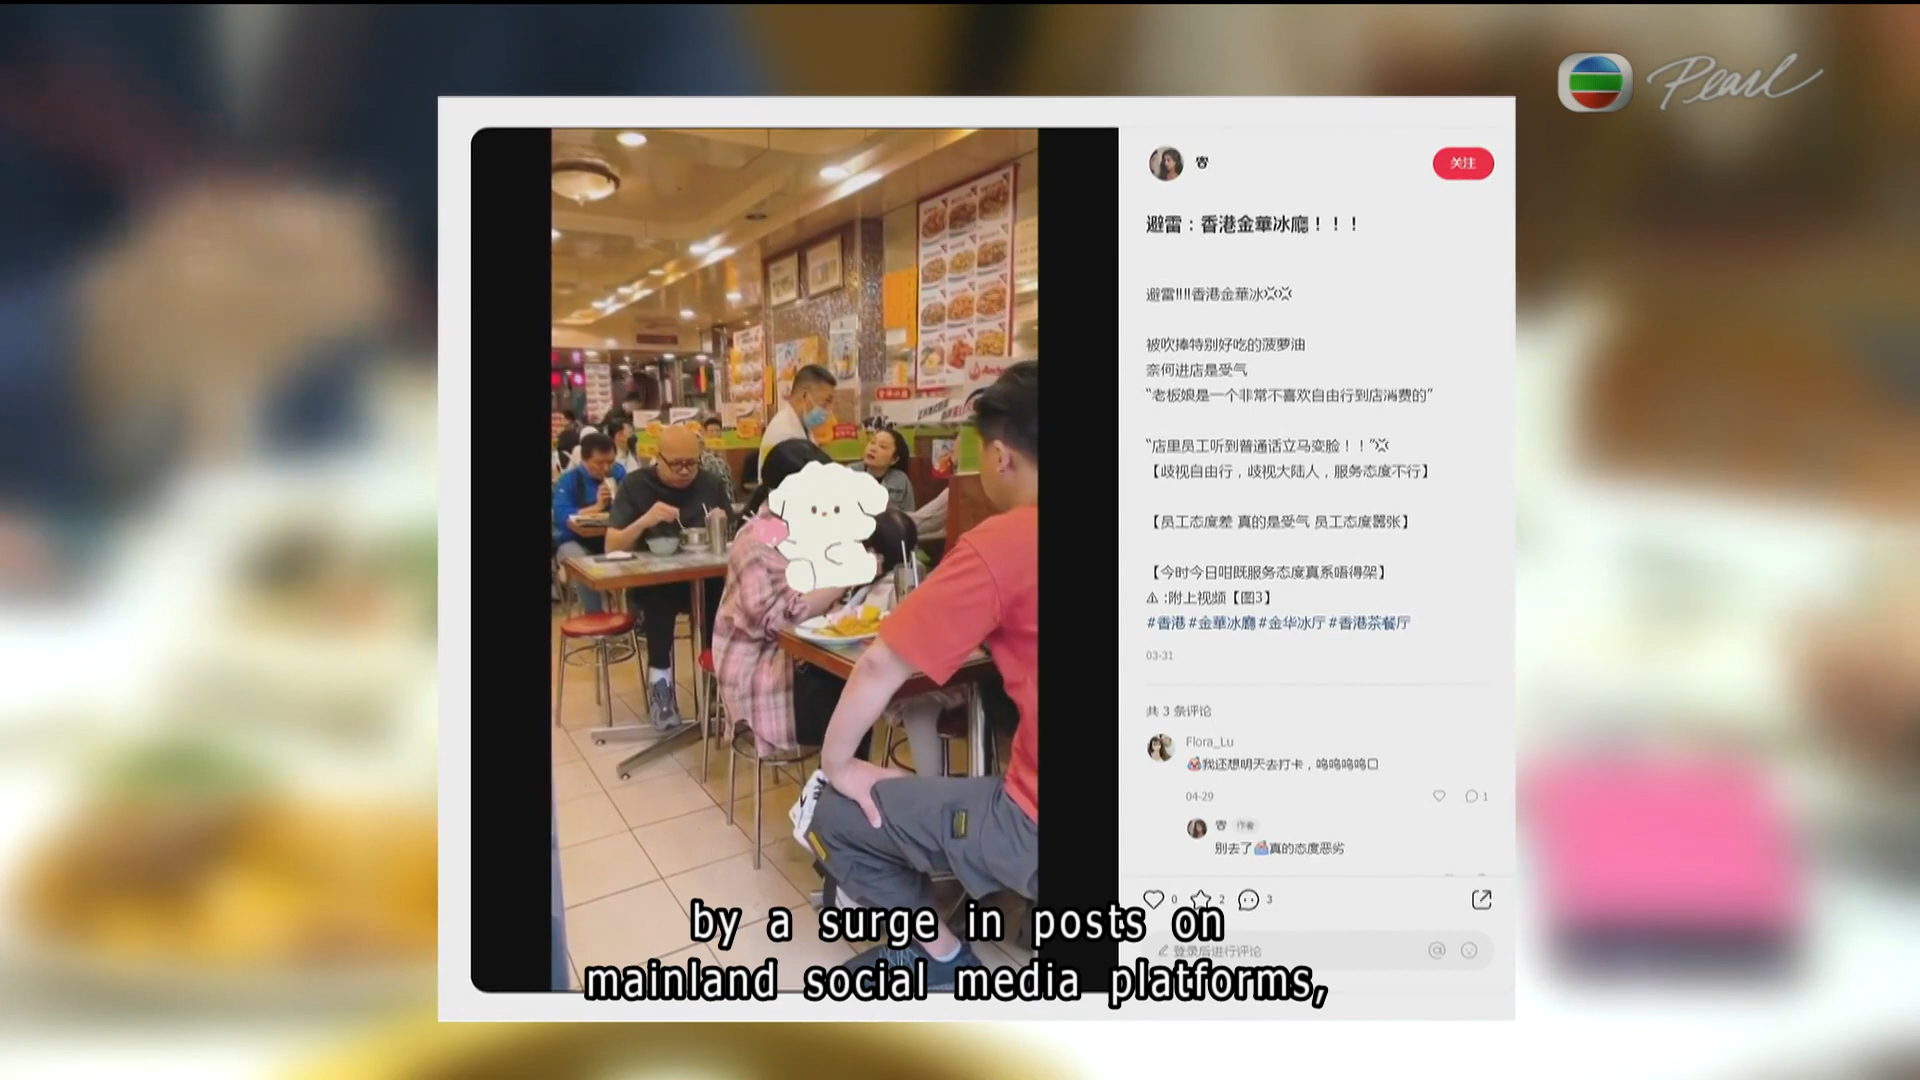 Pearl
关注
避雷：香港金華冰廳！！！
避雷!!!!香港金華冰💢💢
被吹捧特别好吃的菠萝油
奈何进店是受气
“老板娘是一个非常不喜欢自由行到店消费的”
“店里员工听到普通话立马变脸！！”💢
【歧视自由行，歧视大陆人，服务态度不行】
【员工态度差 真的是受气 员工态度嚣张】
【今时今日咁既服务态度真系唔得架】
⚠ :附上视频【图3】
#香港 #金華冰廳 #金华冰厅 #香港茶餐厅
03-31
共 3 条评论
Flora_Lu
我还想明天去打卡，呜呜呜呜口
04-29
1
作者
别去了真的态度恶劣
0 2 3
登录后进行评论
by a surge in posts on
mainland social media platforms,